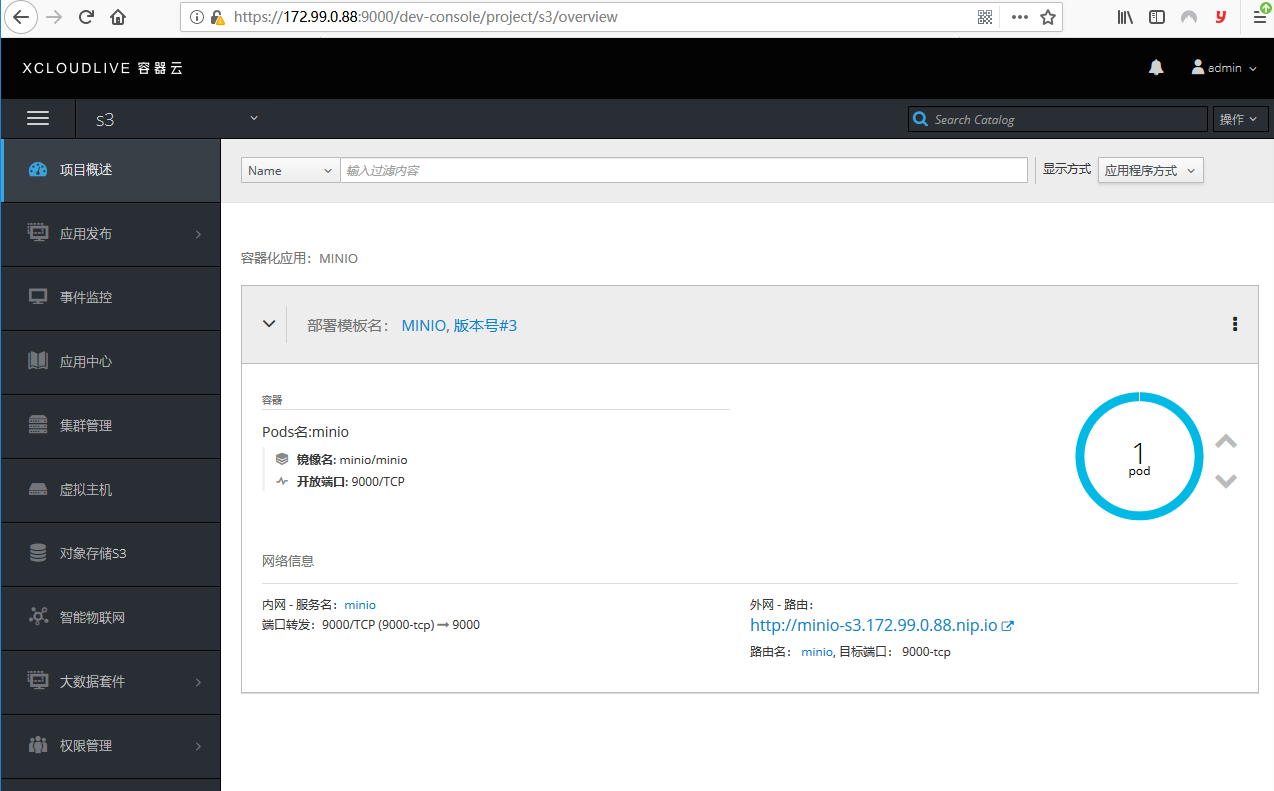 https://172.99.0.88:9000/dev-console/project/s3/overview
XCLOUDLIVE 容器云
admin
s3
Search Catalog
操作
项目概述
应用发布
事件监控
应用中心
集群管理
虚拟主机
对象存储S3
智能物联网
大数据套件
权限管理
Name
输入过滤内容
显示方式
应用程序方式
容器化应用：MINIO
部署模板名： MINIO, 版本号#3
容器
Pods名:minio
镜像名: minio/minio
开放端口: 9000/TCP
1
pod
网络信息
内网 - 服务名：minio
端口转发：9000/TCP (9000-tcp) → 9000
外网 - 路由：
http://minio-s3.172.99.0.88.nip.io
路由名： minio, 目标端口： 9000-tcp